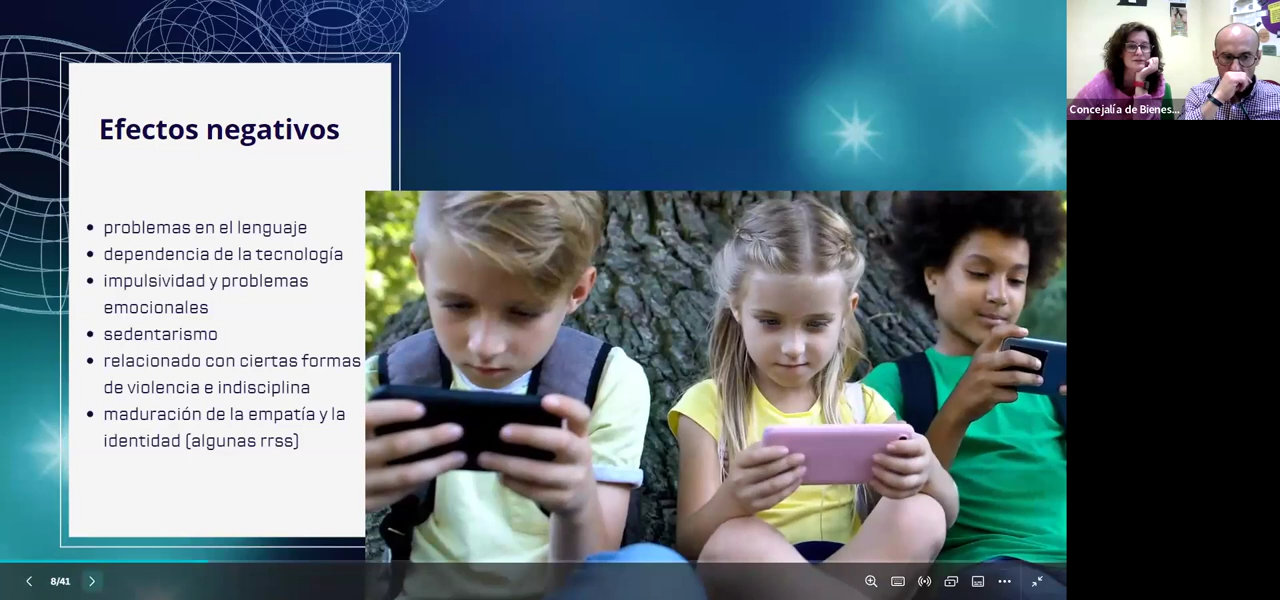 Efectos negativos
problemas en el lenguaje
dependencia de la tecnología
impulsividad y problemas
emocionales
sedentarismo
relacionado con ciertas formas
de violencia e indisciplina
maduración de la empatía y la
identidad (algunas rrss)
Concejalía de Bienes...
8/41